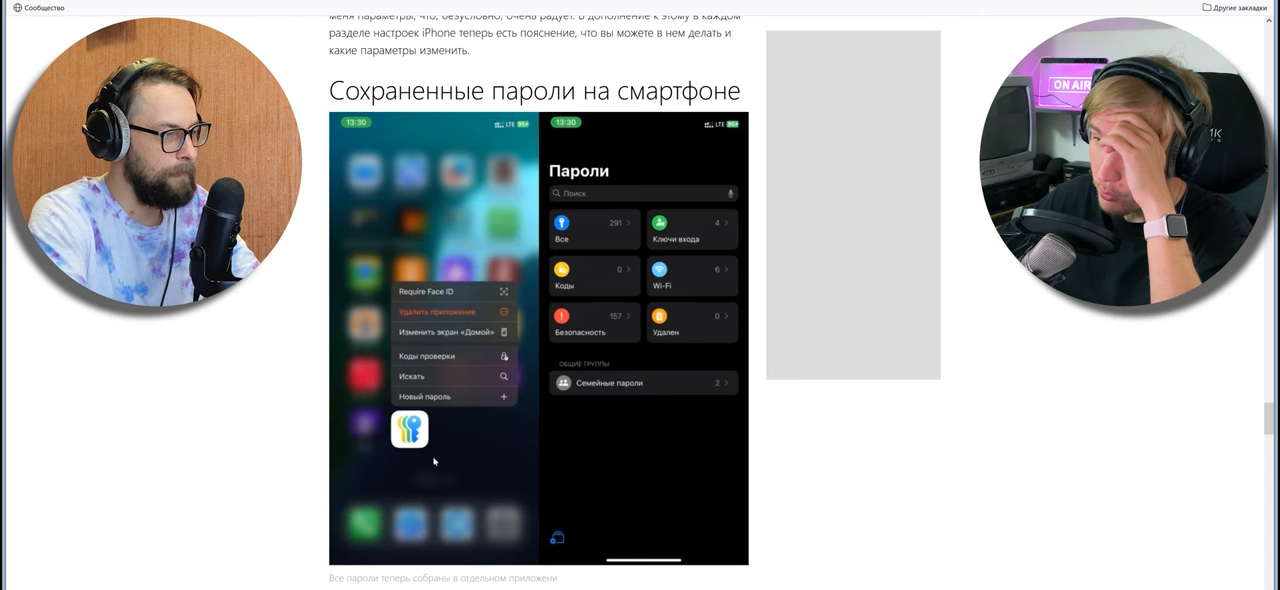 Сообщество
Другие закладки
меня параметры, что, безусловно, очень радует. В дополнение к этому в каждом
разделе настроек iPhone теперь есть пояснение, что вы можете в нем делать и
какие параметры изменить.
Сохраненные пароли на смартфоне
13:30
LTE
Require Face ID
Удалить приложение
Изменить экран «Домой»
Коды проверки
Искать
Новый пароль
13:30
LTE
Пароли
Поиск
Все
291
Ключи входа
4
Коды
0
Wi-Fi
6
Безопасность
157
Удален
0
ОБЩИЕ ГРУППЫ
Семейные пароли 2
Все пароли теперь собраны в отдельном приложени
ON AIR